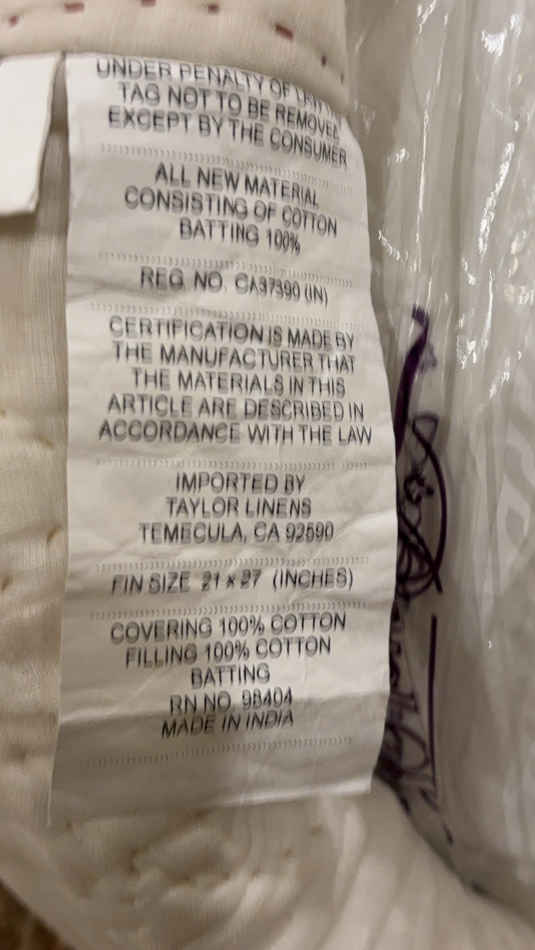 UNDER PENALTY OF
TAG NOT TO BE REMOVED
EXCEPT BY THE CONSUMER
ALL NEW MATERIAL
CONSISTING OF COTTON
BATTING 100%
REG. NO. CA37390 (IN)
CERTIFICATION IS MADE BY
THE MANUFACTURER THAT
THE MATERIALS IN THIS
ARTICLE ARE DESCRIBED IN
ACCORDANCE WITH THE LAW
IMPORTED BY
TAYLOR LINENS
TEMECULA, CA 92590
FIN SIZE 21 x 27 (INCHES)
COVERING 100% COTTON
FILLING 100% COTTON
BATTING
RN NO. 98404
MADE IN INDIA